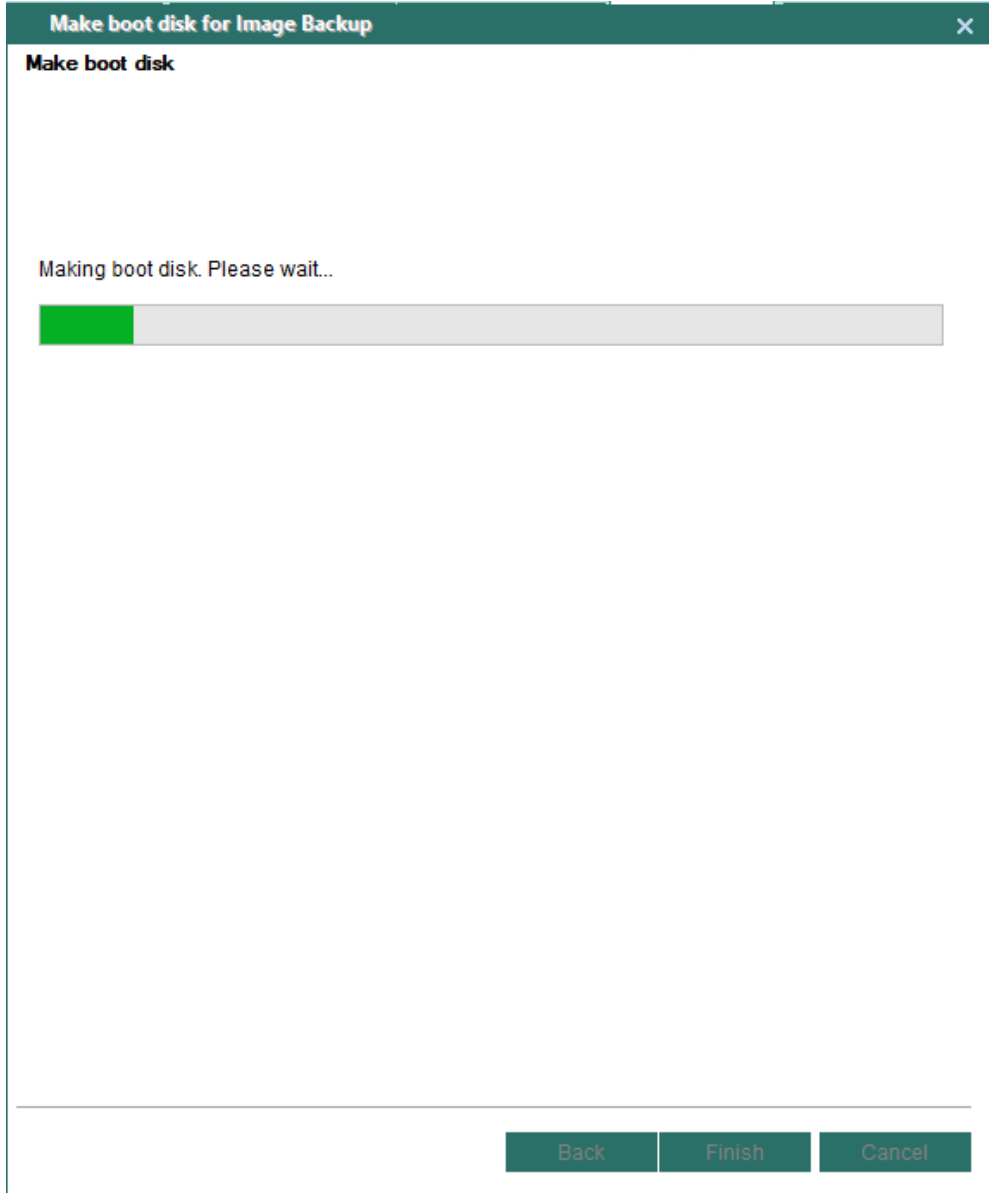 Make boot disk for Image Backup
Make boot disk
Making boot disk. Please wait...
Back Finish Cancel